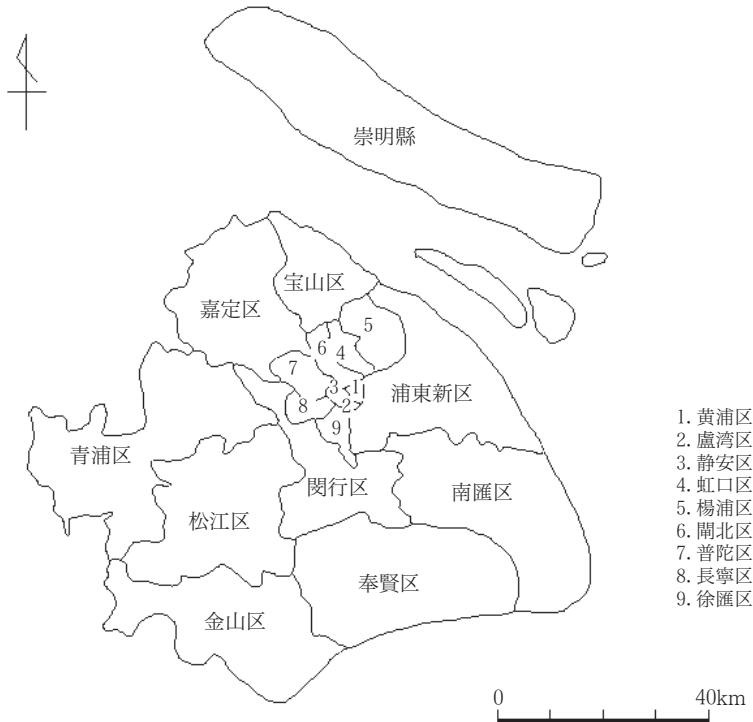 崇明縣
宝山区
嘉定区
5
6
4
7
3
1
8
2
9
浦東新区
青浦区
閔行区
南匯区
松江区
奉賢区
金山区
1. 黄浦区
2. 盧湾区
3. 静安区
4. 虹口区
5. 楊浦区
6. 閘北区
7. 普陀区
8. 長寧区
9. 徐匯区
0 40km